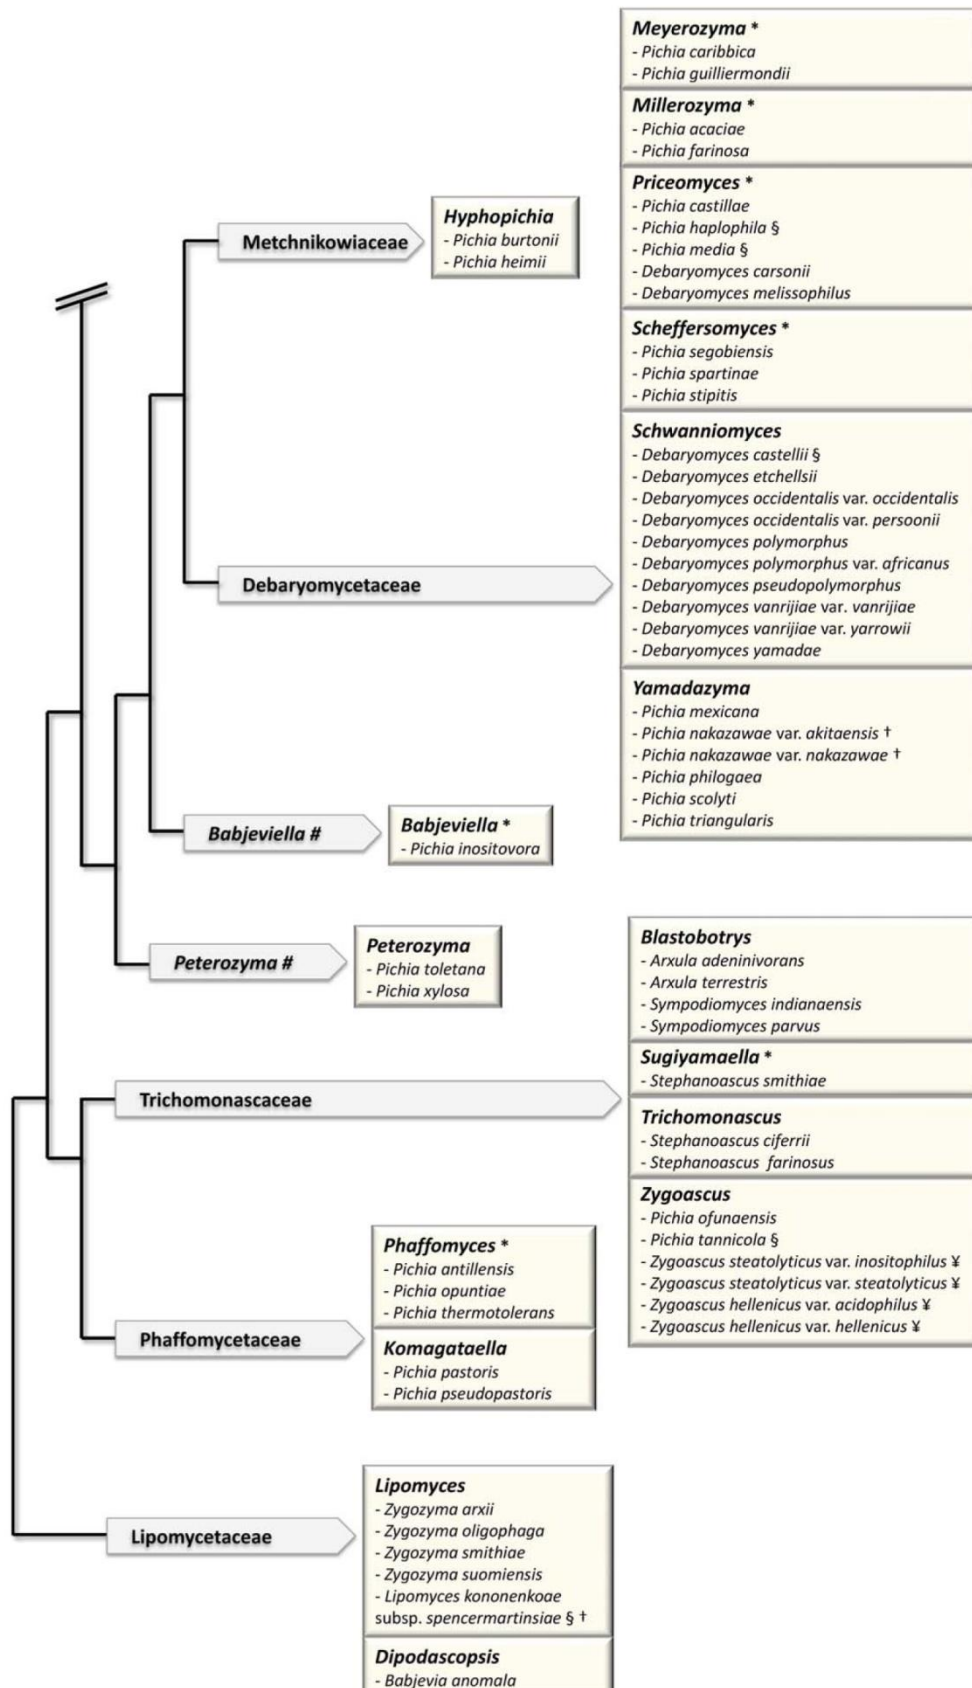 Meyerozyma *
- Pichia caribbica
- Pichia guilliermondii
Millerozyma *
- Pichia acaciae
- Pichia farinosa
Priceomyces *
- Pichia castillae
- Pichia haplophila §
- Pichia media §
- Debaryomyces carsonii
- Debaryomyces melissophilus
Metchnikowiaceae
Hyphopichia
- Pichia burtonii
- Pichia heimii
Scheffersomyces *
- Pichia segobiensis
- Pichia spartinae
- Pichia stipitis
Schwanniomyces
- Debaryomyces castellii §
- Debaryomyces etchellsii
- Debaryomyces occidentalis var. occidentalis
- Debaryomyces occidentalis var. persoonii
- Debaryomyces polymorphus
- Debaryomyces polymorphus var. africanus
- Debaryomyces pseudopolymorphus
- Debaryomyces vanrijiae var. vanrijiae
- Debaryomyces vanrijiae var. yarrowii
- Debaryomyces yamadae
Debaryomycetaceae
Yamadazyma
- Pichia mexicana
- Pichia nakazawae var. akitaensis †
- Pichia nakazawae var. nakazawae †
- Pichia philogaea
- Pichia scolyti
- Pichia triangularis
Babjeviella #
Babjeviella *
- Pichia inositovora
Peterozyma #
Peterozyma
- Pichia toletana
- Pichia xylosa
Blastobotrys
- Arxula adeninivorans
- Arxula terrestris
- Sympodiomyces indianaensis
- Sympodiomyces parvus
Sugiyamaella *
- Stephanoascus smithiae
Trichomonascaceae
Trichomonascus
- Stephanoascus ciferrii
- Stephanoascus farinosus
Zygoascus
- Pichia ofunaensis
- Pichia tannicola §
- Zygoascus steatolyticus var. inositophilus ¥
- Zygoascus steatolyticus var. steatolyticus ¥
- Zygoascus hellenicus var. acidophilus ¥
- Zygoascus hellenicus var. hellenicus ¥
Phaffomycetaceae
Phaffomyces *
- Pichia antillensis
- Pichia opuntiae
- Pichia thermotolerans
Komagataella
- Pichia pastoris
- Pichia pseudopastoris
Lipomycetaceae
Lipomyces
- Zygozyma arxii
- Zygozyma oligophaga
- Zygozyma smithiae
- Zygozyma suomiensis
- Lipomyces kononenkoae
subsp. spencermartinsiae § †
Dipodascopsis
- Babjevia anomala